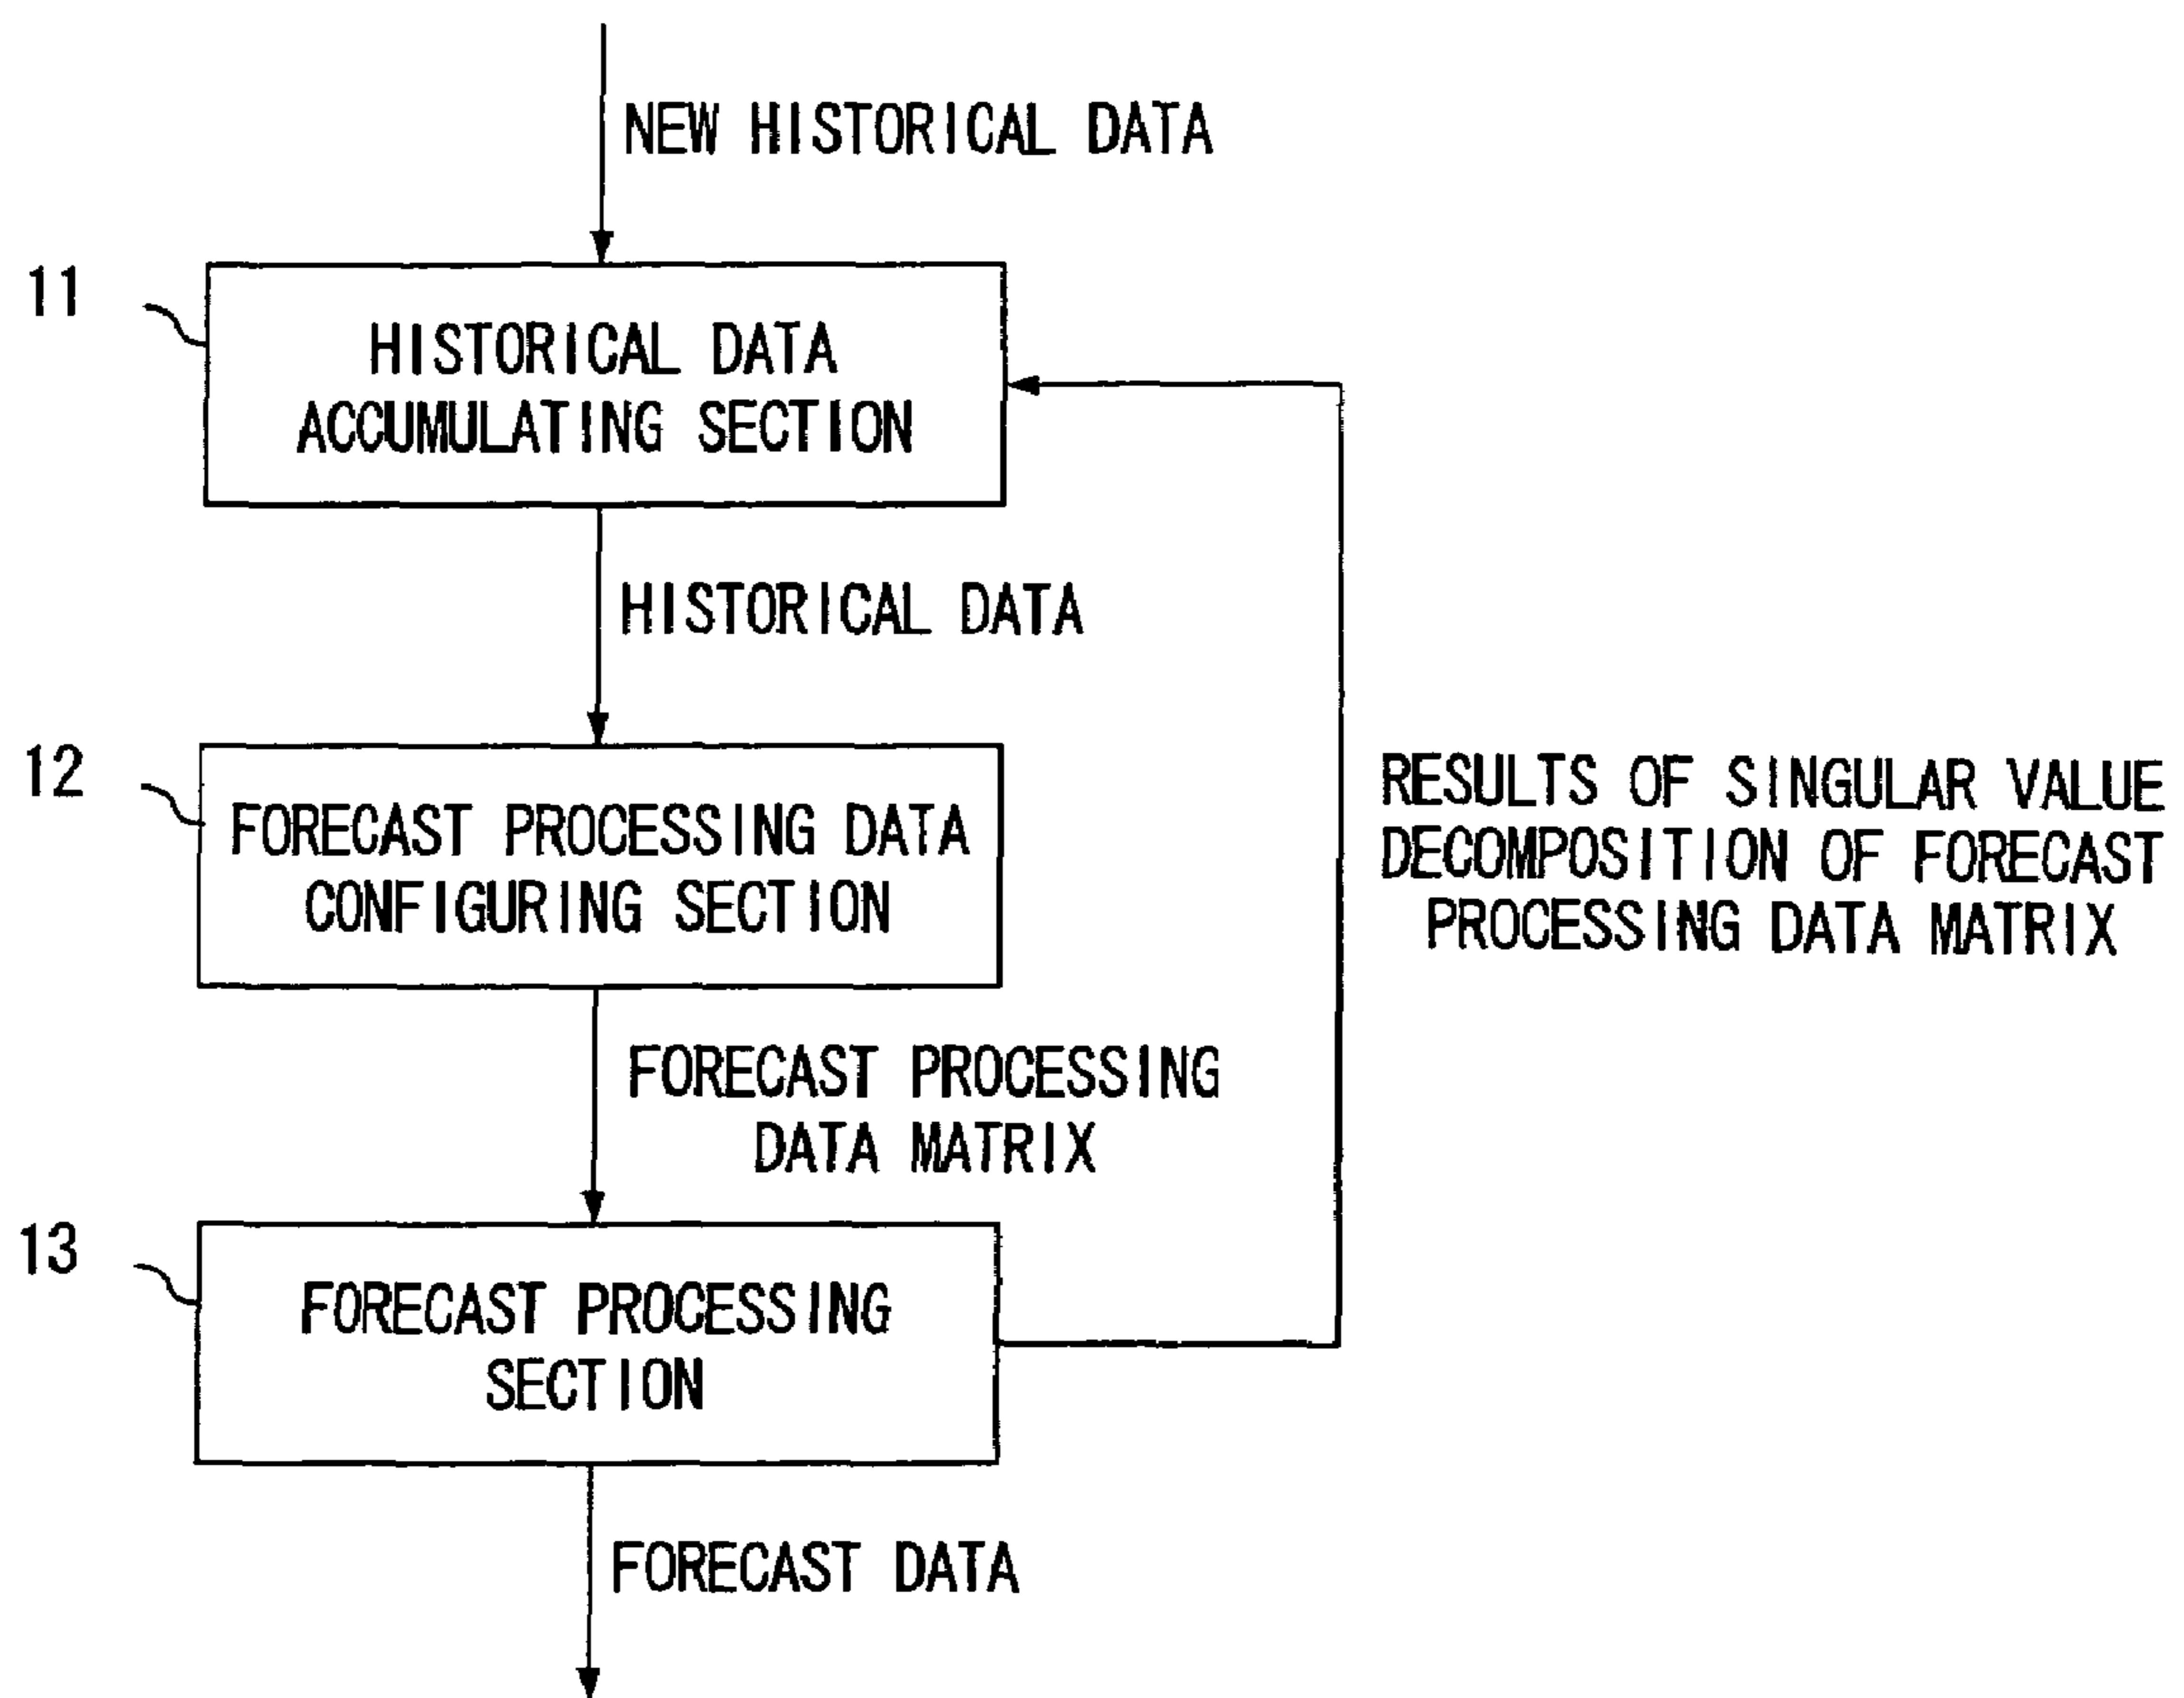 NEW HISTORICAL DATA
11
HISTORICAL DATA
ACCUMULATING SECTION
HISTORICAL DATA
12
FORECAST PROCESSING DATA
CONFIGURING SECTION
RESULTS OF SINGULAR VALUE
DECOMPOSITION OF FORECAST
PROCESSING DATA MATRIX
FORECAST PROCESSING
DATA MATRIX
13
FORECAST PROCESSING
SECTION
FORECAST DATA